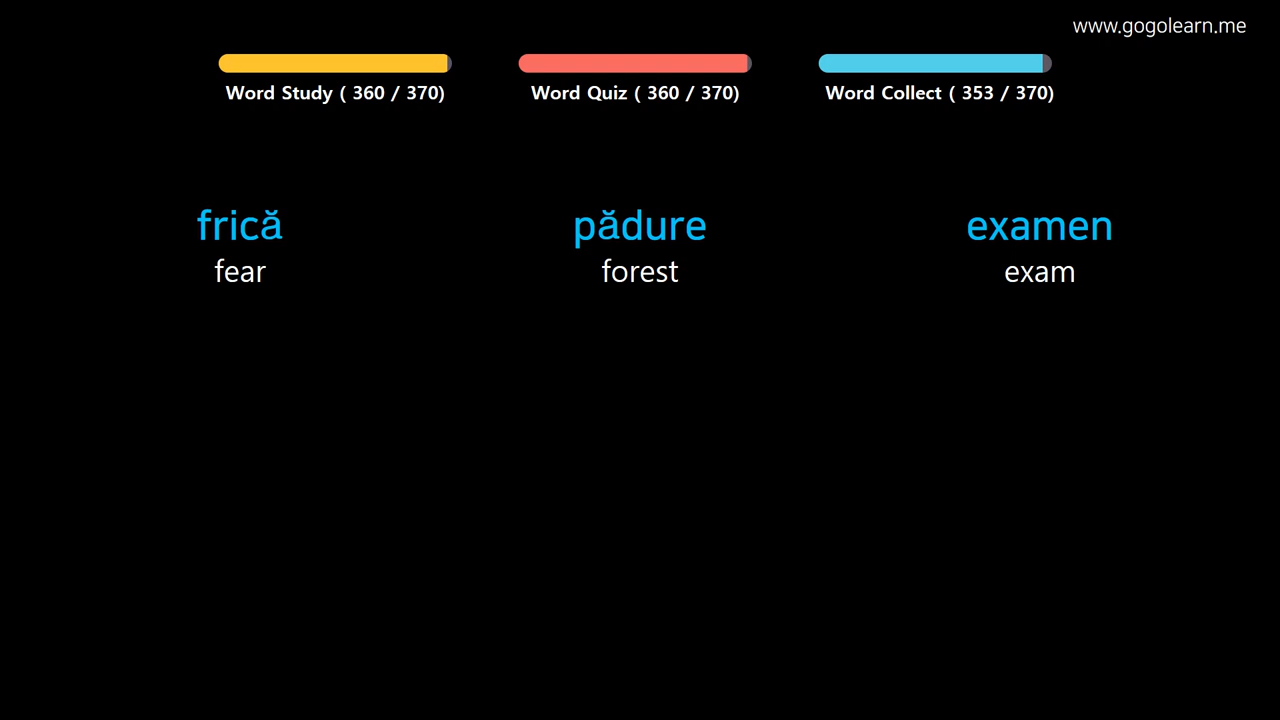 www.gogolearn.me
Word Study ( 360 / 370)
Word Quiz ( 360 / 370)
Word Collect ( 353 / 370)
frică
pădure
examen
fear
forest
exam